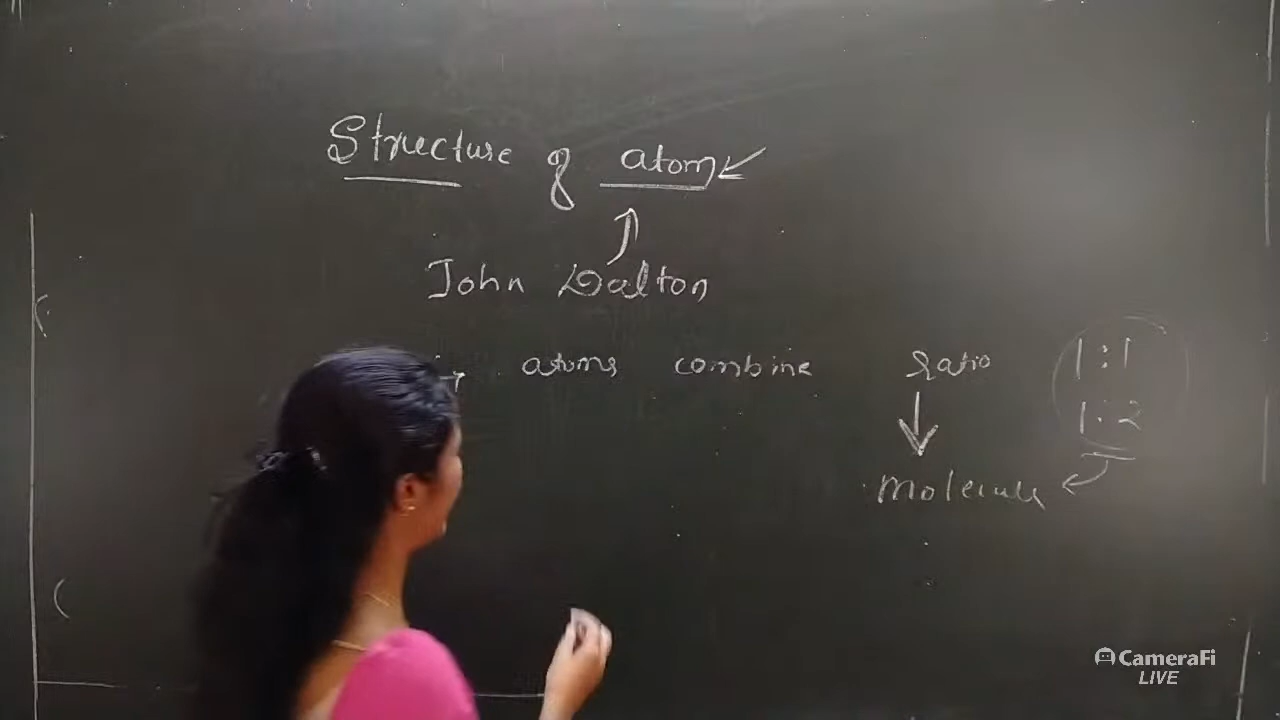 Structure of atom
John Dalton
→ atoms combine ratio 1:1
1:2
Molecule
CameraFi
LIVE